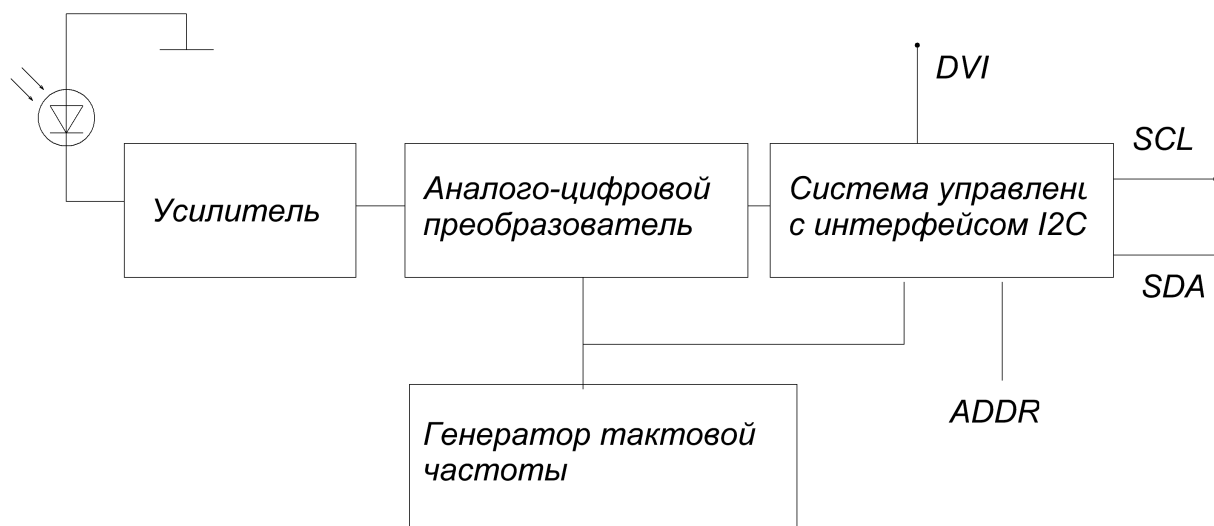 DVI
SCL
Усилитель
Аналого-цифровой
преобразователь
Система управлени
с интерфейсом I2C
SDA
ADDR
Генератор тактовой
частоты